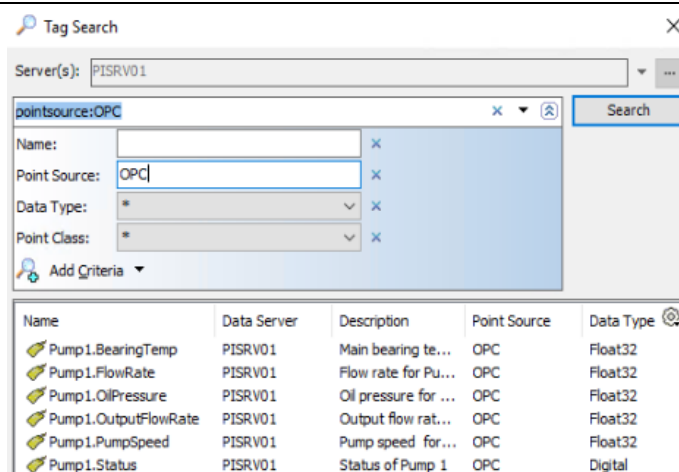 Tag Search
Server(s): PISRV01 ...
pointsource:OPC Search
Name:
Point Source: OPC
Data Type: *
Point Class: *
Add Criteria
Name Data Server Description Point Source Data Type
Pump1.BearingTemp PISRV01 Main bearing te... OPC Float32
Pump1.FlowRate PISRV01 Flow rate for Pu... OPC Float32
Pump1.OilPressure PISRV01 Oil pressure for ... OPC Float32
Pump1.OutputFlowRate PISRV01 Output flow rat... OPC Float32
Pump1.PumpSpeed PISRV01 Pump speed for... OPC Float32
Pump1.Status PISRV01 Status of Pump 1 OPC Digital